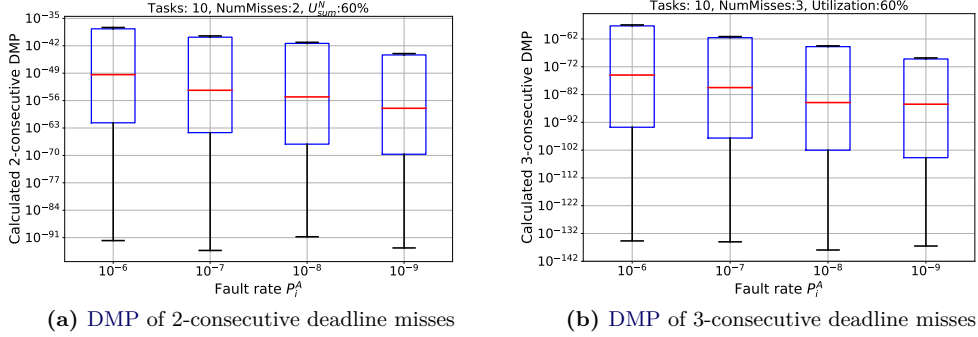 Tasks: 10, NumMisses:2, U_sum^N:60%
Calculated 2-consecutive DMP
10^-35
10^-42
10^-49
10^-56
10^-63
10^-70
10^-77
10^-84
10^-91
10^-6 10^-7 10^-8 10^-9
Fault rate P_i^A
(a) DMP of 2-consecutive deadline misses
Tasks: 10, NumMisses:3, Utilization:60%
Calculated 3-consecutive DMP
10^-62
10^-72
10^-82
10^-92
10^-102
10^-112
10^-122
10^-132
10^-142
10^-6 10^-7 10^-8 10^-9
Fault rate P_i^A
(b) DMP of 3-consecutive deadline misses